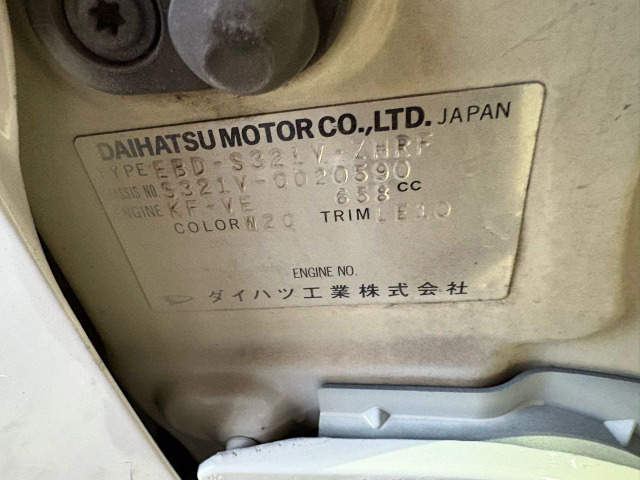 DAIHATSU MOTOR CO.,LTD. JAPAN
TYPE EBD-S321V-ZHRF
CHASSIS NO. S321V-0020590
ENGINE KF-VE 658 CC
COLOR W20 TRIM LE10
ENGINE NO.
ダイハツ工業株式会社